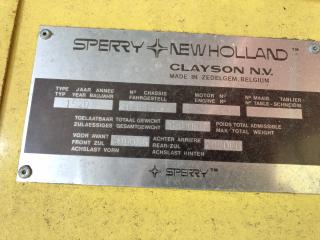 SPERRY NEW HOLLAND™
CLAYSON N.V.
MADE IN ZEDELGEM, BELGIUM
TYPE JAAR ANNEE Nº CHASSIS MOTOR Nº Nº MAAIB TABLIER
TYP YEAR BAUJAHR FAHRGESTELL ENGINE Nº Nº TABLE-SCHNEIDW
TOELAATBAAR TOTAAL GEWICHT POIDS TOTAL ADMISSIBLE
ZULAESSIGES GESAMTGEWICHT MAX TOTAL WEIGHT
VOOR AVANT ACHTER ARRIERE
FRONT ZUL REAR-ZUL
ACHSLAST VORN ACHSLAST HINTEN
SPERRY™